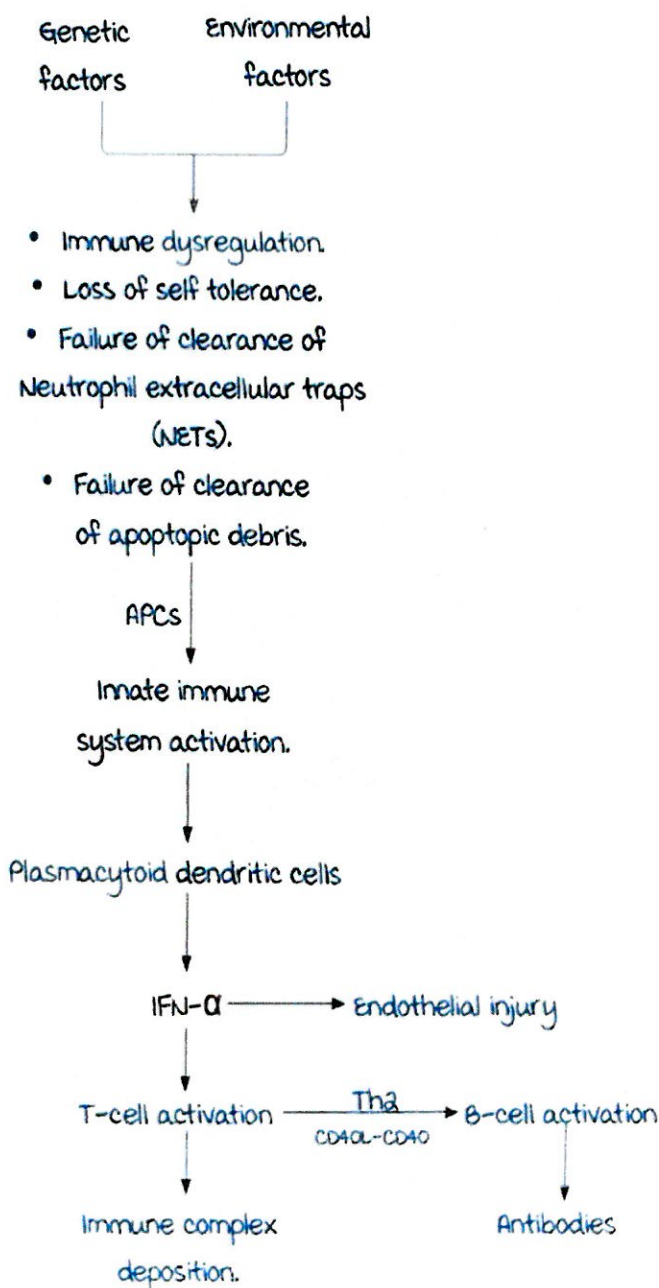 Genetic
factors
Environmental
factors
• Immune dysregulation.
• Loss of self tolerance.
• Failure of clearance of
Neutrophil extracellular traps
(NETs).
• Failure of clearance
of apoptopic debris.
APCs
Innate immune
system activation.
Plasmacytoid dendritic cells
IFN-α
Endothelial injury
T-cell activation
Th2
CD40L-CD40
B-cell activation
Immune complex
deposition.
Antibodies